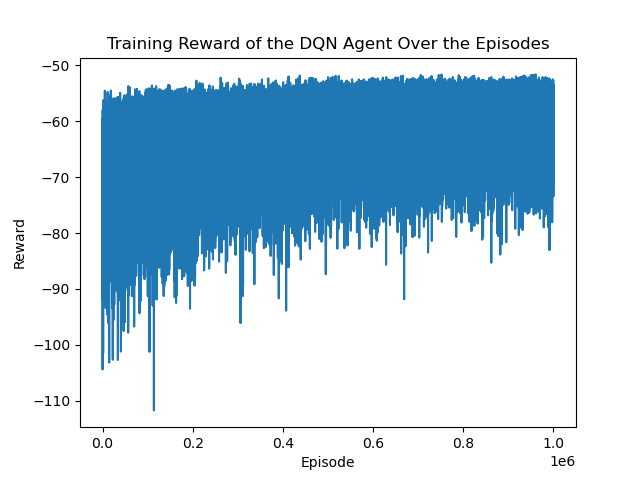 Training Reward of the DQN Agent Over the Episodes
−50
−60
−70
−80
−90
−100
−110
Reward
0.0 0.2 0.4 0.6 0.8 1.0
1e6
Episode